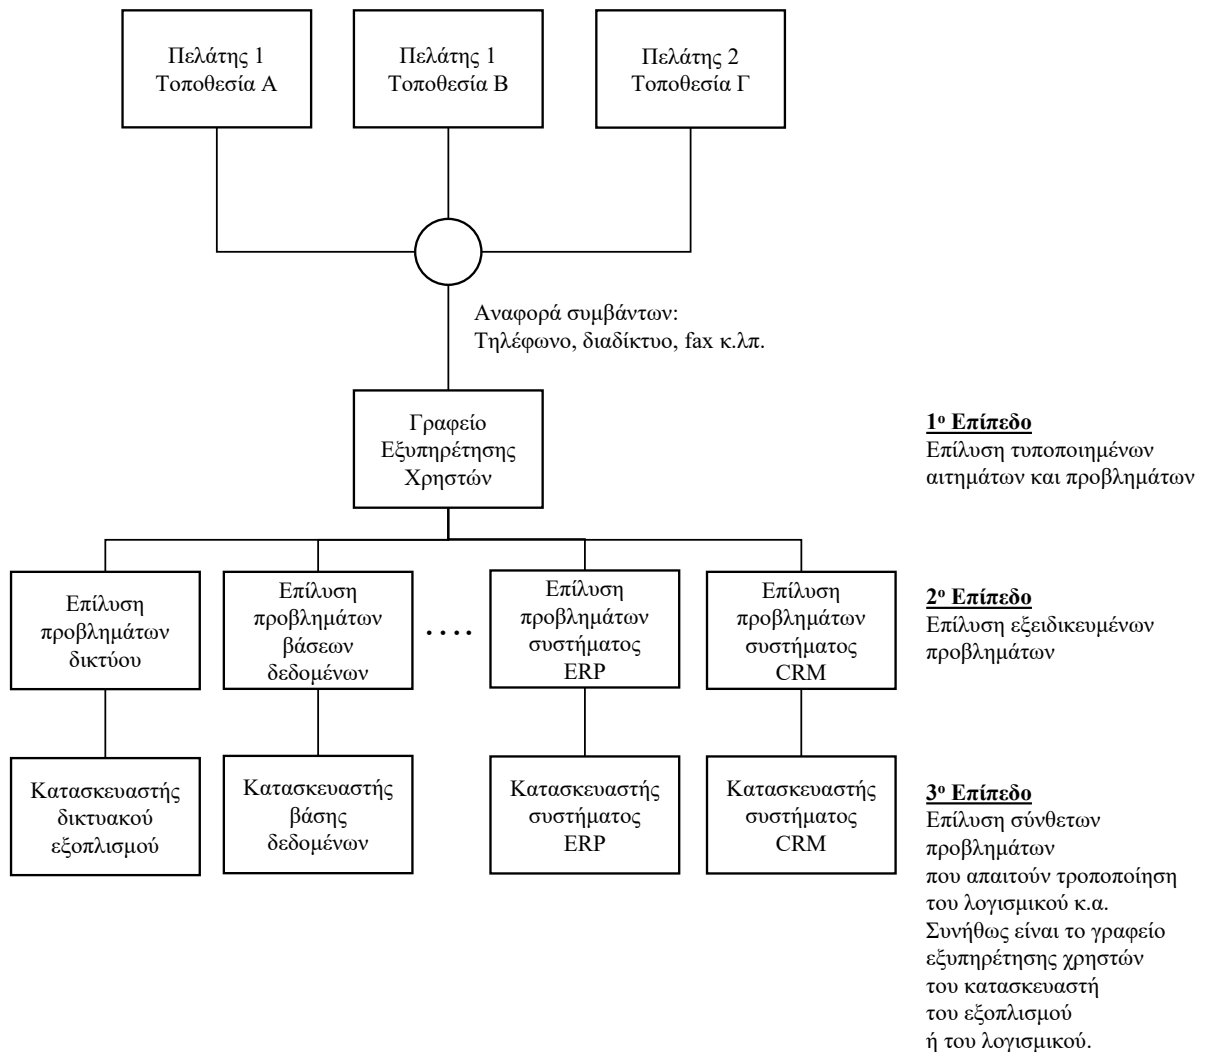 Πελάτης 1
Τοποθεσία Α
Πελάτης 1
Τοποθεσία Β
Πελάτης 2
Τοποθεσία Γ
Αναφορά συμβάντων:
Τηλέφωνο, διαδίκτυο, fax κ.λπ.
Γραφείο
Εξυπηρέτησης
Χρηστών
1ο Επίπεδο
Επίλυση τυποποιημένων
αιτημάτων και προβλημάτων
Επίλυση
προβλημάτων
δικτύου
Επίλυση
προβλημάτων
βάσεων
δεδομένων
....
Επίλυση
προβλημάτων
συστήματος
ERP
Επίλυση
προβλημάτων
συστήματος
CRM
2ο Επίπεδο
Επίλυση εξειδικευμένων
προβλημάτων
Κατασκευαστής
δικτυακού
εξοπλισμού
Κατασκευαστής
βάσης
δεδομένων
Κατασκευαστής
συστήματος
ERP
Κατασκευαστής
συστήματος
CRM
3ο Επίπεδο
Επίλυση σύνθετων
προβλημάτων
που απαιτούν τροποποίηση
του λογισμικού κ.α.
Συνήθως είναι το γραφείο
εξυπηρέτησης χρηστών
του κατασκευαστή
του εξοπλισμού
ή του λογισμικού.